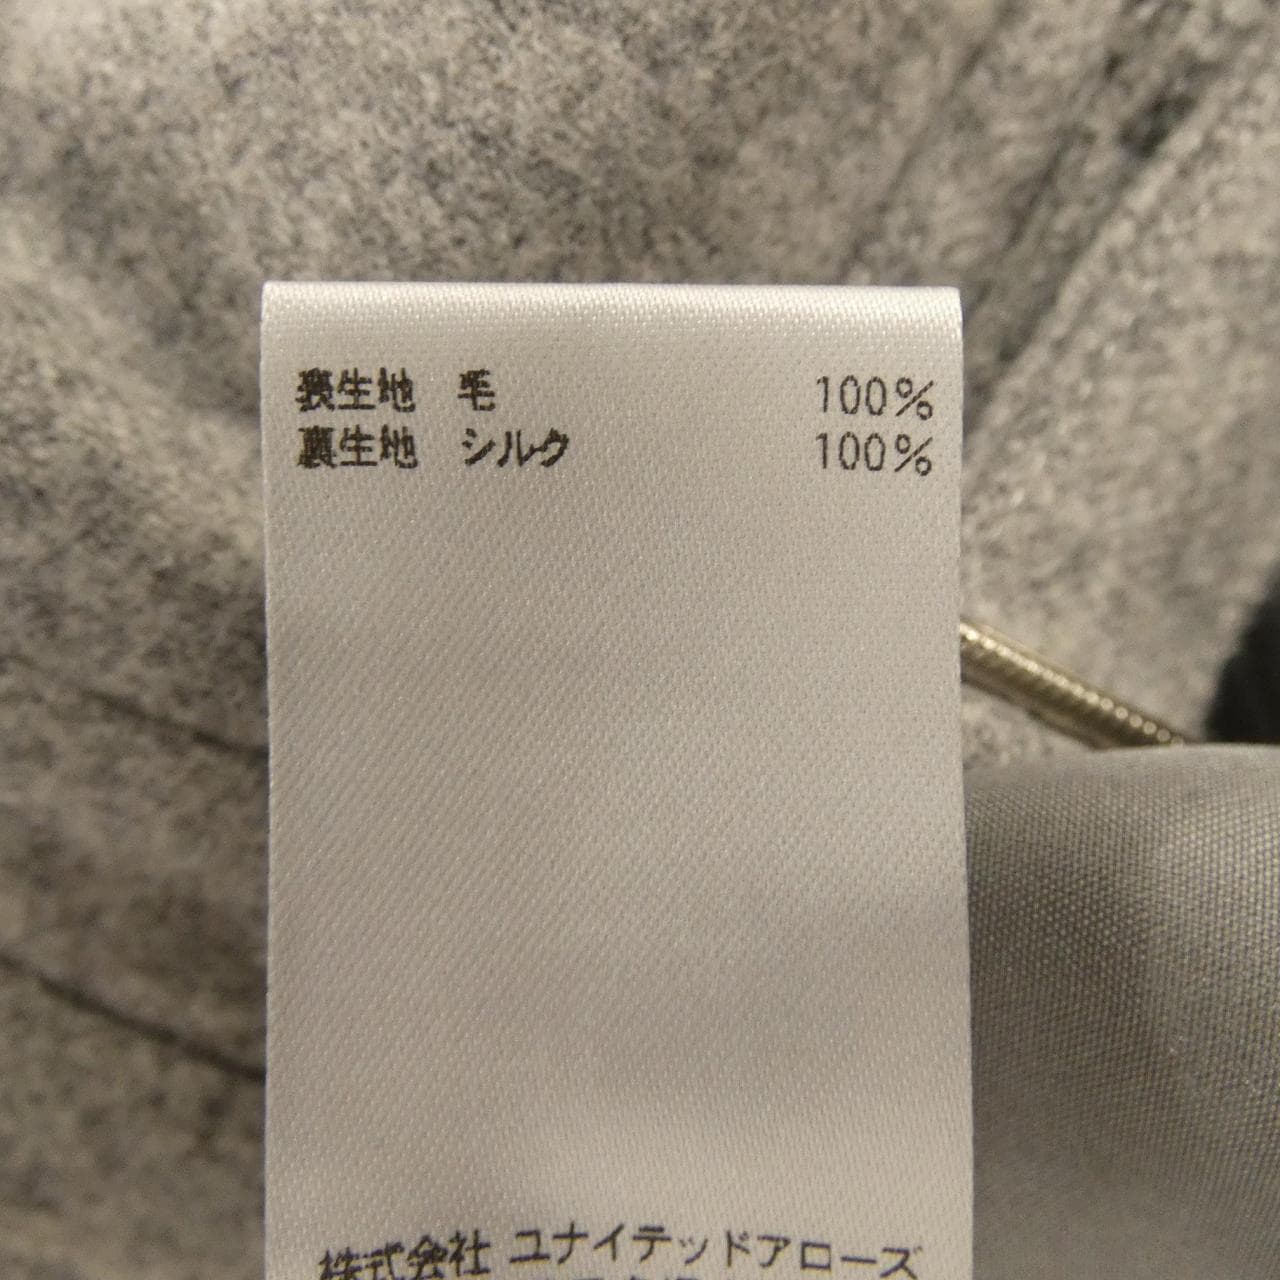 表生地 毛 100%
裏生地 シルク 100%
株式会社 ユナイテッドアローズ